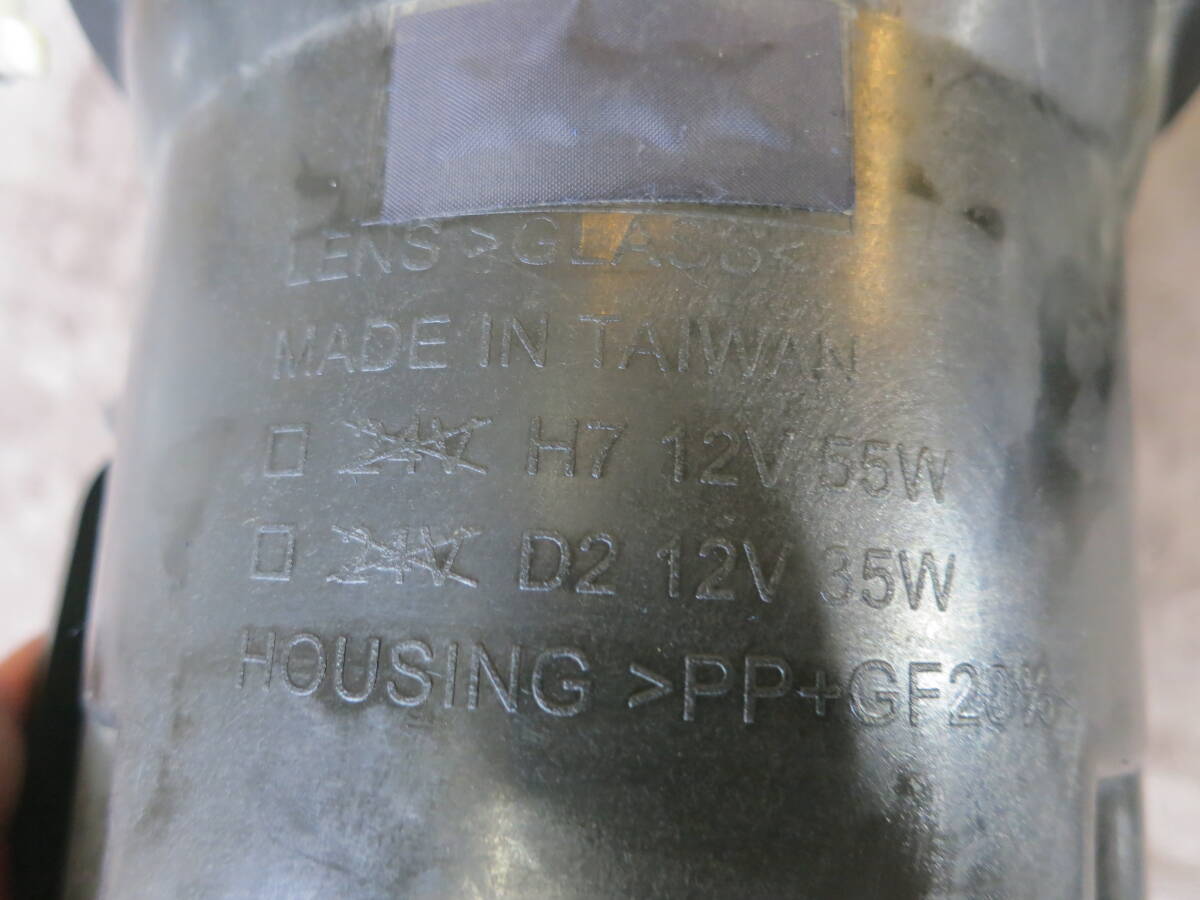 LENS >GLASS<
MADE IN TAIWAN
□ 24V H7 12V 55W
□ 24V D2 12V 35W
HOUSING >PP+GF20%